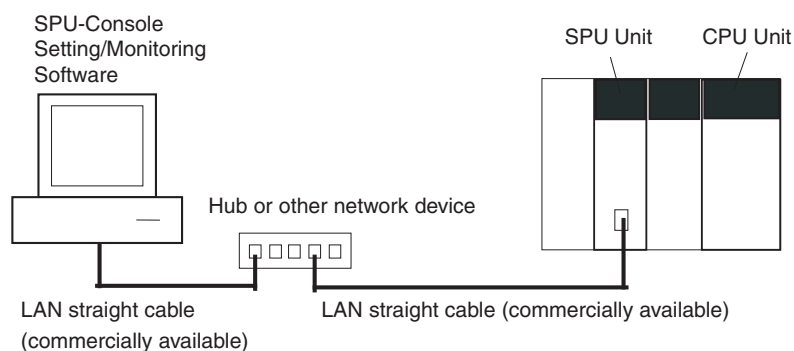 SPU-Console
Setting/Monitoring
Software
SPU Unit
CPU Unit
Hub or other network device
LAN straight cable
(commercially available)
LAN straight cable (commercially available)